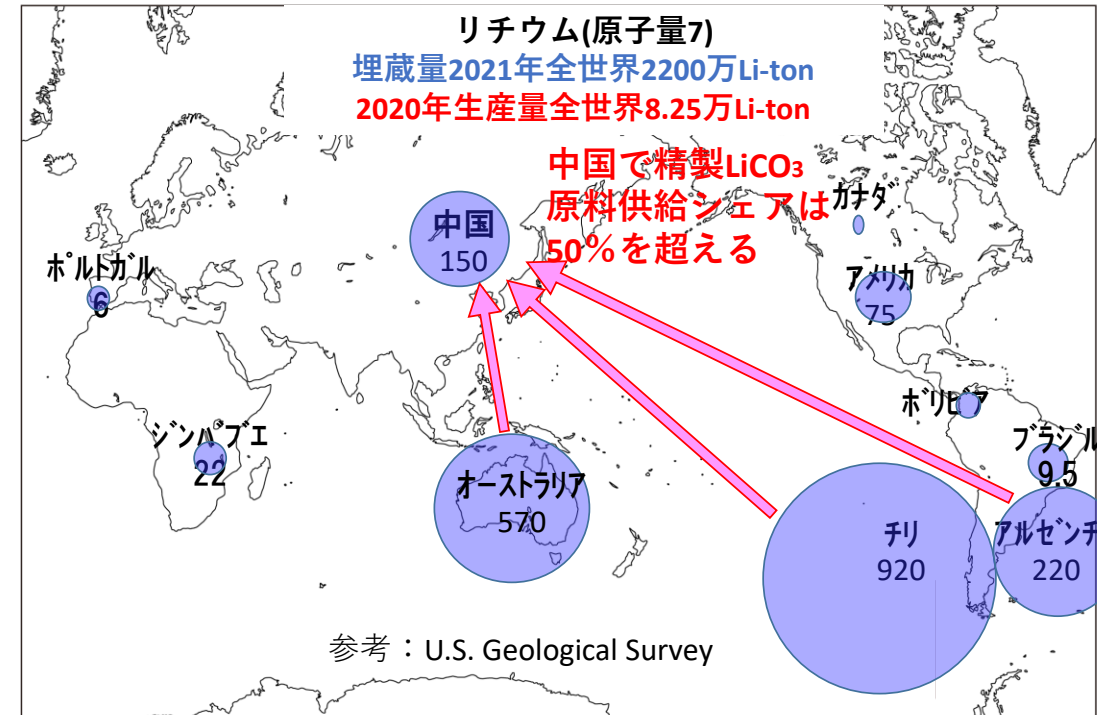 リチウム(原子量7)
埋蔵量2021年全世界2200万Li-ton
2020年生産量全世界8.25万Li-ton
中国で精製LiCO₃
原料供給シェアは
50%を超える
中国
150
カナダ
アメリカ
75
ポルトガル
6
ボリビア
ジンバブエ
22
ブラジル
9.5
オーストラリア
570
チリ
920
アルゼンチ
220
参考：U.S. Geological Survey